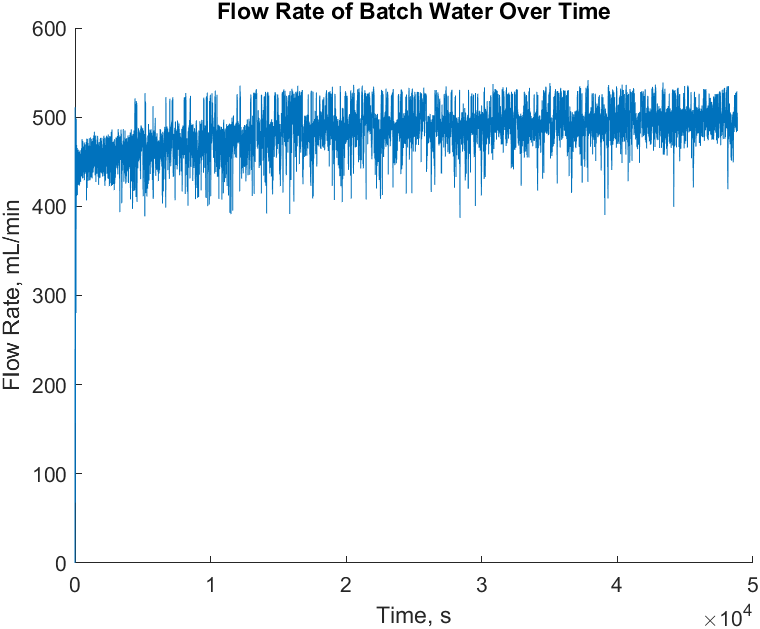 Flow Rate of Batch Water Over Time
600
500
400
300
200
100
0
Flow Rate, mL/min
0 1 2 3 4 5
Time, s
×10⁴